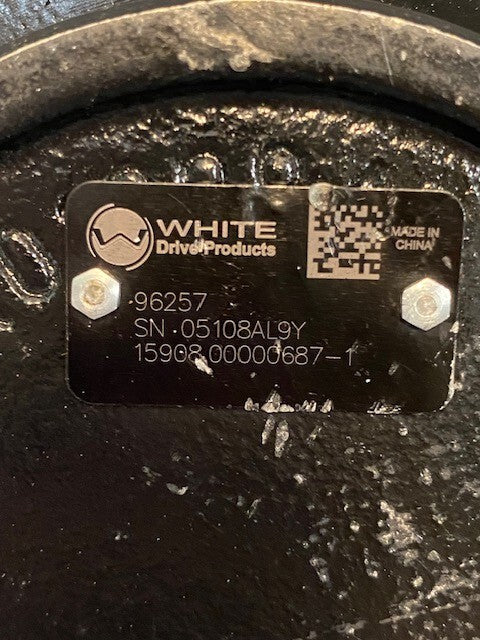 WHITE
Drive Products
MADE IN
CHINA
96257
SN 05108AL9Y
15908 00000687-1